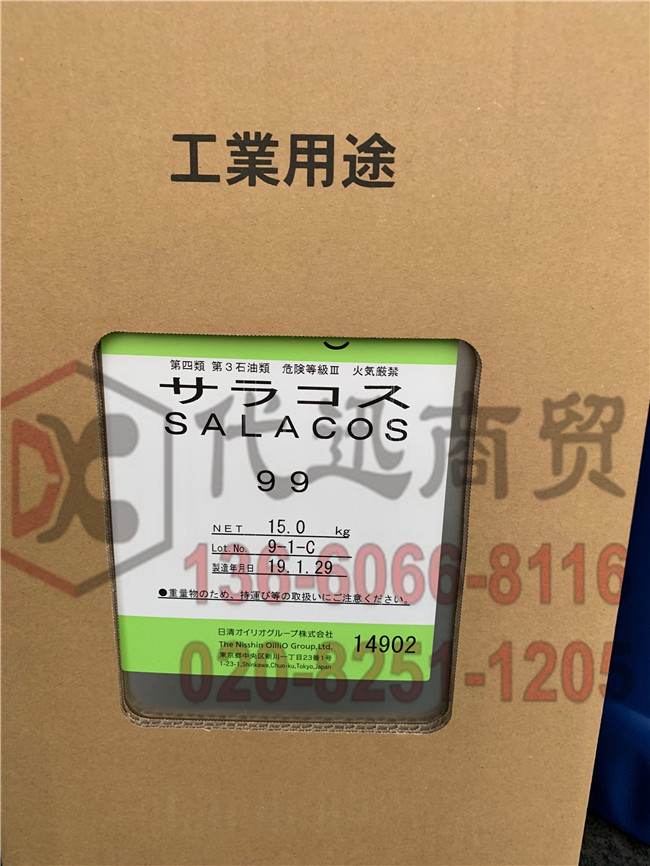 工業用途
第四類 第3石油類 危険等級Ⅲ 火気厳禁
サラコス
SALACOS
99
NET 15.0 kg
Lot.No. 9-1-C
製造年月日 19.1.29
●重量物のため、持運び等の取扱いにご注意ください。
日清オイリオグループ株式会社
The Nisshin OilliO Group,Ltd.
東京都中央区新川一丁目23番1号
1-23-1,Shinkawa,Chuo-ku,Tokyo,Japan
14902
代迅商贸
136-6066-8116
020-8251-1205